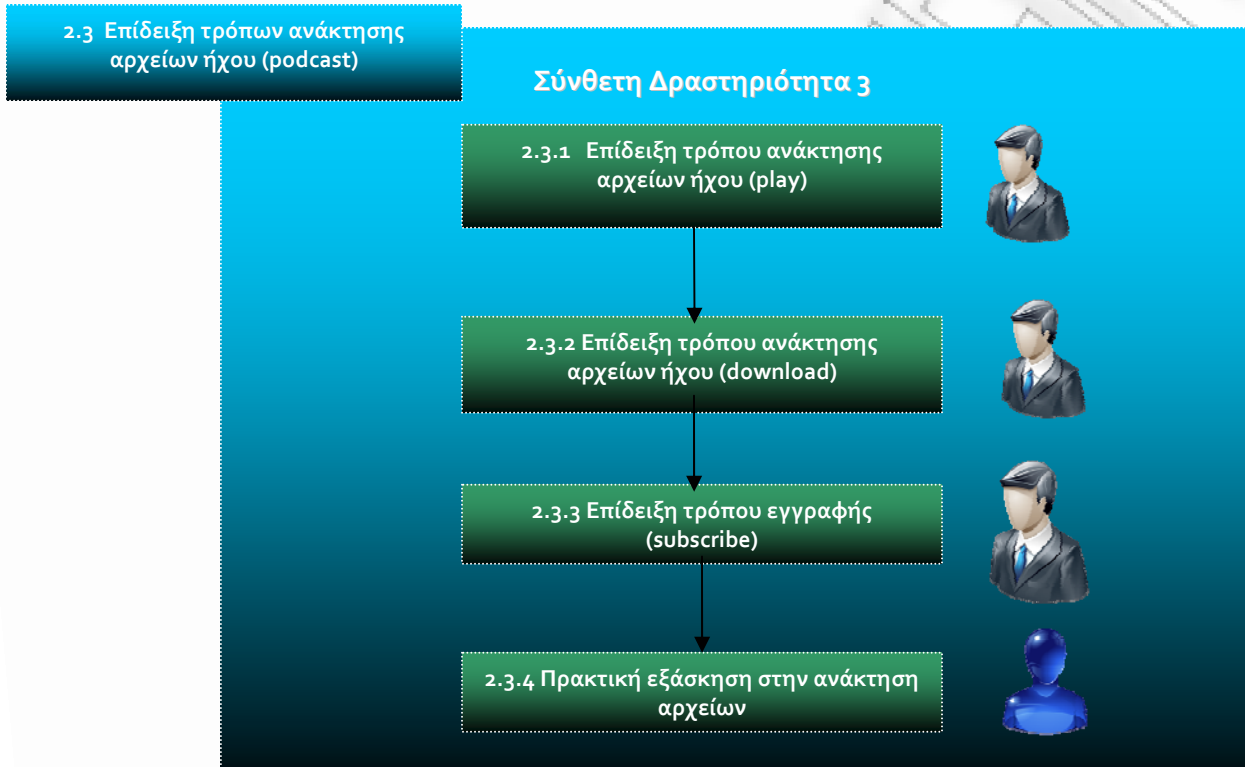 2.3 Επίδειξη τρόπων ανάκτησης
αρχείων ήχου (podcast)
Σύνθετη Δραστηριότητα 3
2.3.1 Επίδειξη τρόπου ανάκτησης
αρχείων ήχου (play)
2.3.2 Επίδειξη τρόπου ανάκτησης
αρχείων ήχου (download)
2.3.3 Επίδειξη τρόπου εγγραφής
(subscribe)
2.3.4 Πρακτική εξάσκηση στην ανάκτηση
αρχείων